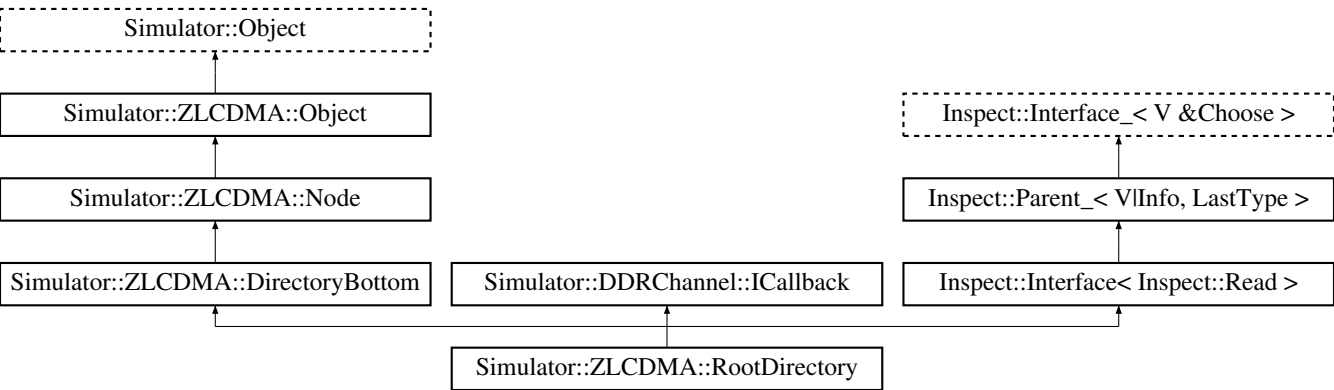 Simulator::Object
Simulator::ZLCDMA::Object
Inspect::Interface_< V &Choose >
Simulator::ZLCDMA::Node
Inspect::Parent_< V|Info, LastType >
Simulator::ZLCDMA::DirectoryBottom
Simulator::DDRChannel::ICallback
Inspect::Interface< Inspect::Read >
Simulator::ZLCDMA::RootDirectory